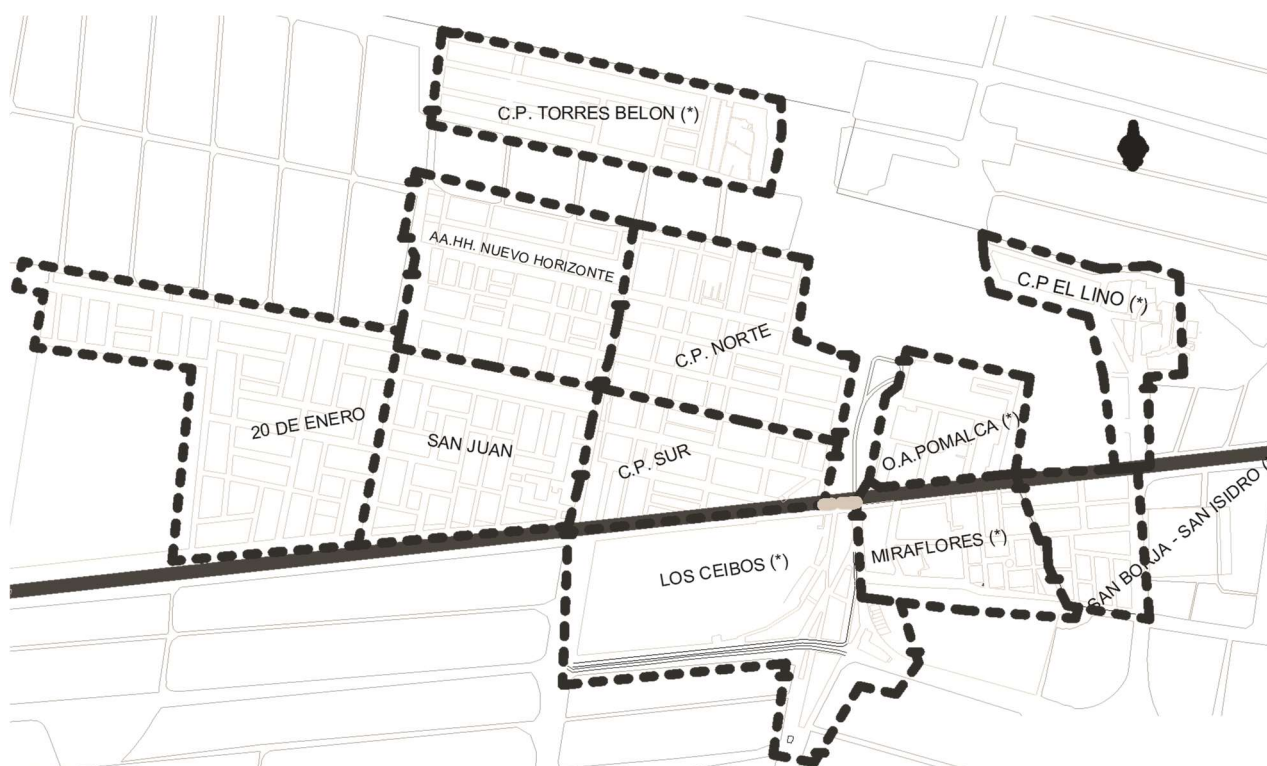 C.P. TORRES BELON (*)
AA.HH. NUEVO HORIZONTE
C.P EL LINO (*)
C.P. NORTE
20 DE ENERO
SAN JUAN
C.P. SUR
O.A.POMALCA (*)
LOS CEIBOS (*)
MIRAFLORES (*)
SAN BORJA - SAN ISIDRO (